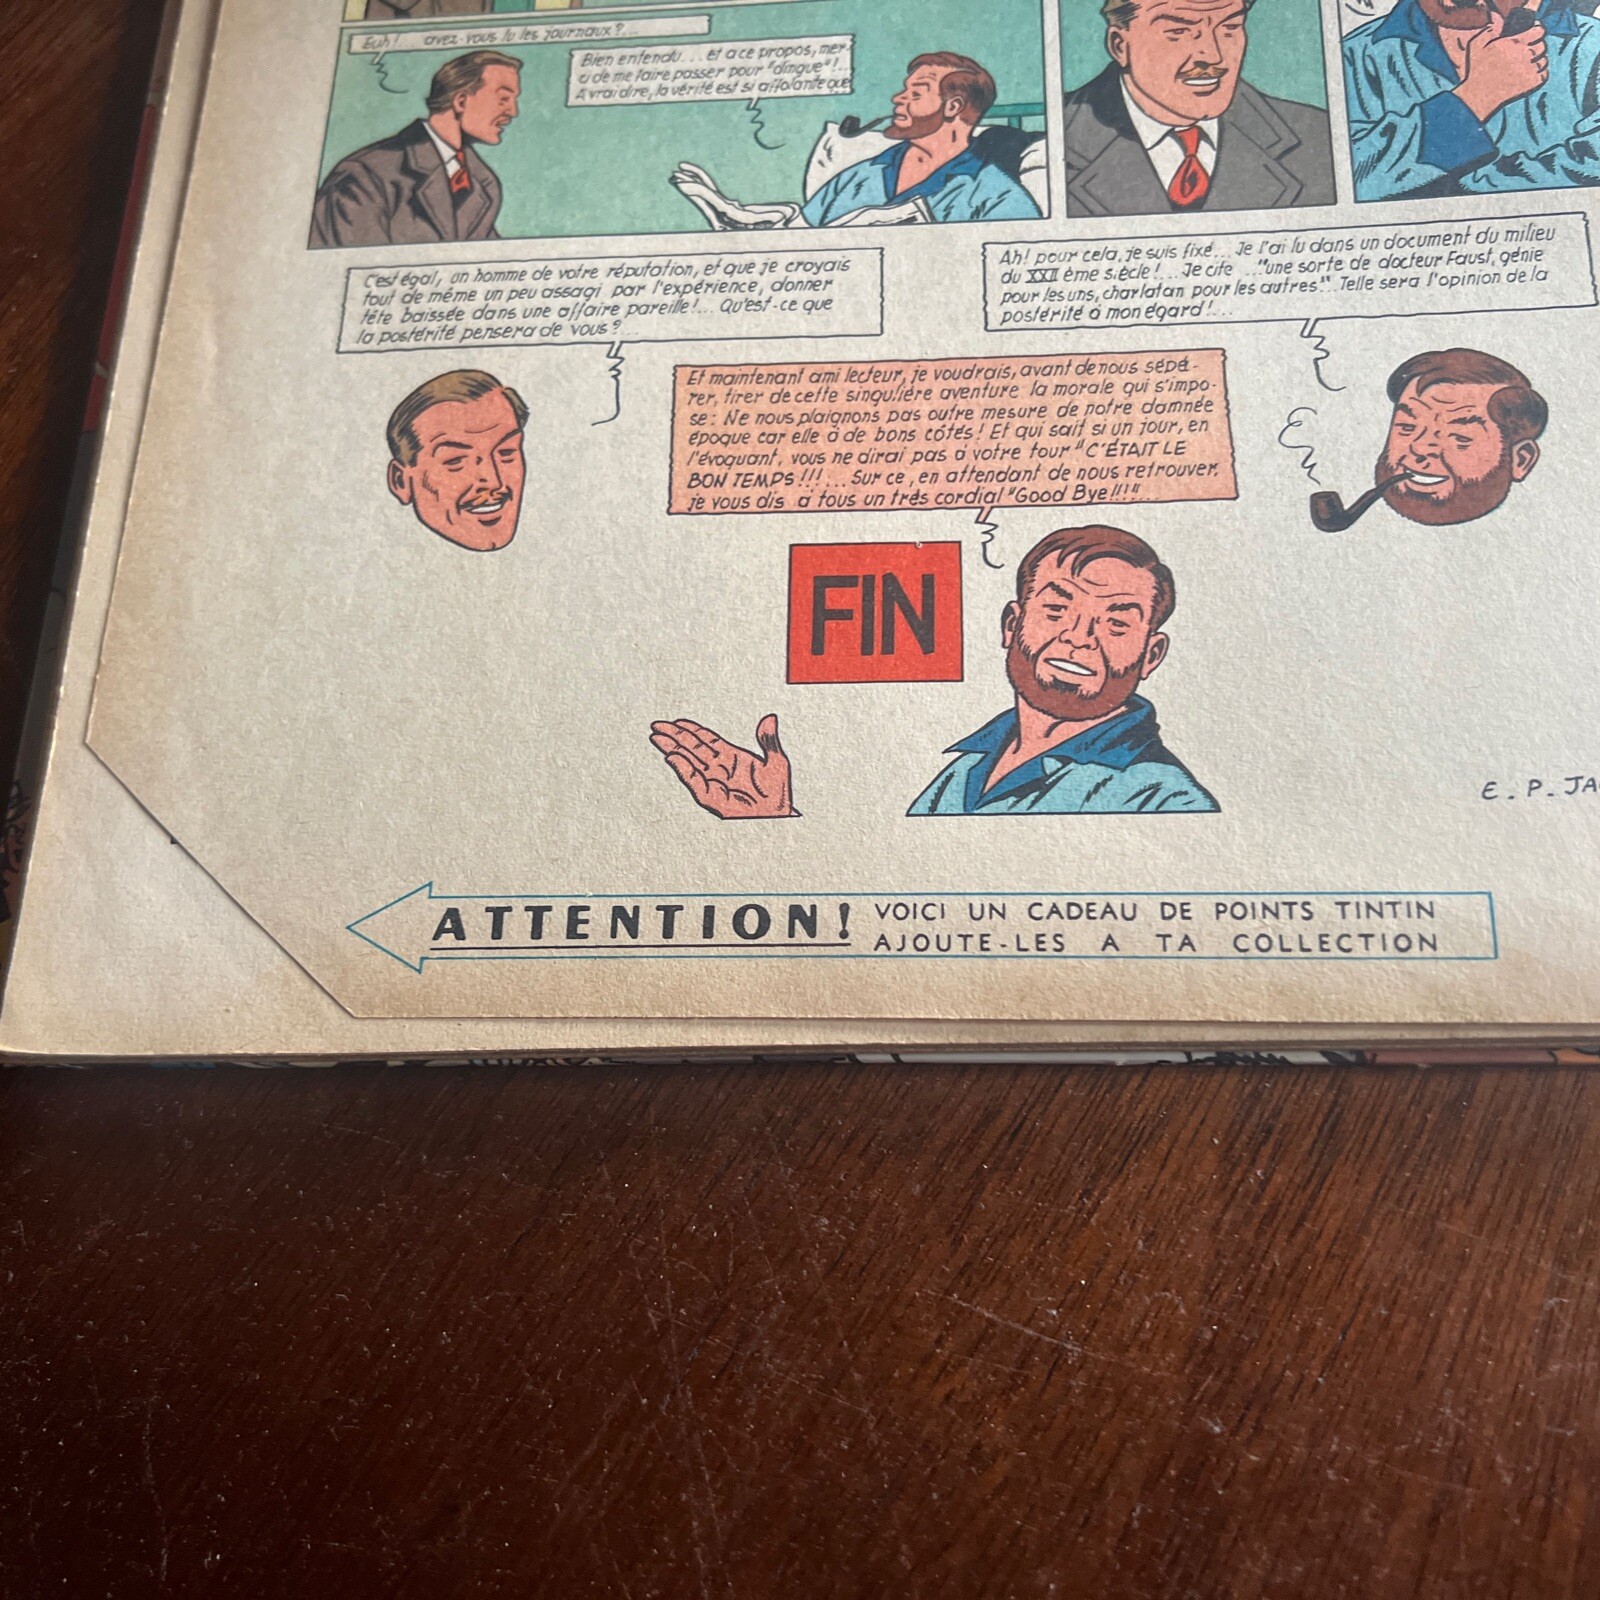 Euh!... avez-vous lu les journaux?...
Bien entendu... et a ce propos, mer-
ci de me faire passer pour "dingue"!...
A vrai dire, la vérité est si affolante que
C'est égal, un homme de votre réputation, et que je croyais
tout de même un peu assagi par l'expérience, donner
tête baissée dans une affaire pareille!... Qu'est-ce que
la postérité pensera de vous?...
Ah! pour cela, je suis fixé... Je l'ai lu dans un document du milieu
du XXII ème siècle!... Je cite ..."une sorte de docteur Faust, génie
pour les uns, charlatan pour les autres". Telle sera l'opinion de la
postérité à mon égard!...
Et maintenant ami lecteur, je voudrais, avant de nous sépa-
rer, tirer de cette singulière aventure la morale qui s'impo-
se: Ne nous plaignons pas outre mesure de notre damnée
époque car elle à de bons côtés! Et qui sait si un jour, en
l'évoquant, vous ne dirai pas à votre tour "C'ÉTAIT LE
BON TEMPS!!!... Sur ce, en attendant de nous retrouver,
je vous dis à tous un très cordial "Good Bye!!!"...
FIN
E. P. JA
ATTENTION! VOICI UN CADEAU DE POINTS TINTIN
AJOUTE-LES A TA COLLECTION